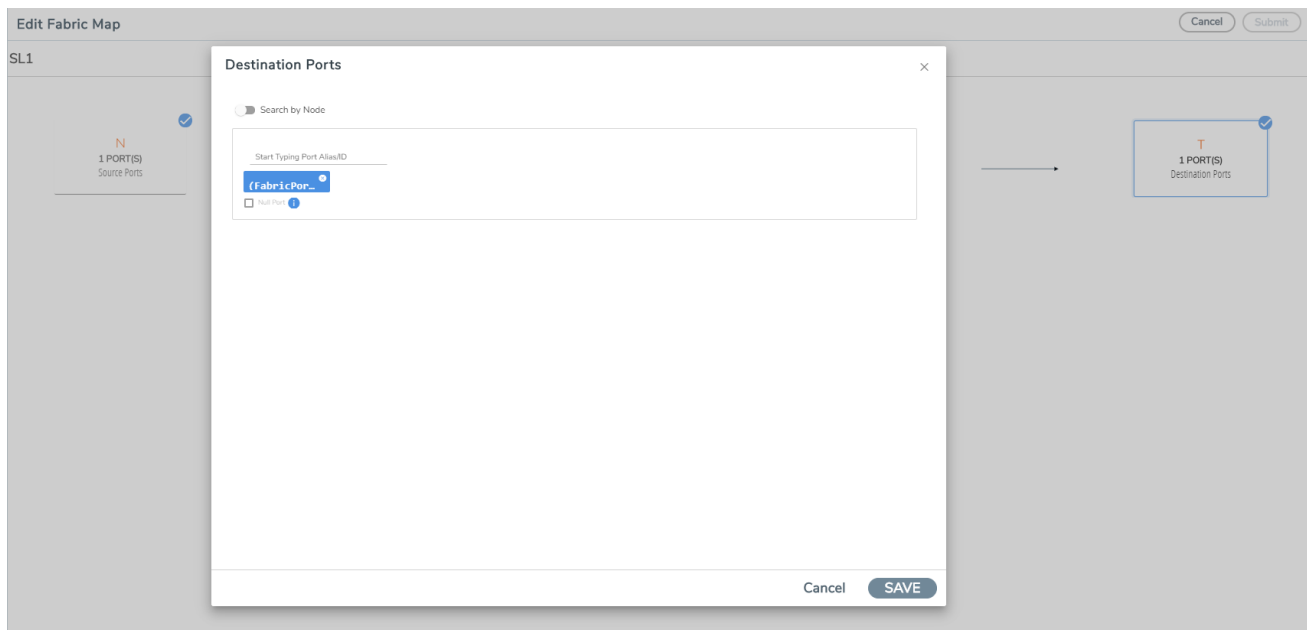 Edit Fabric Map
Cancel Submit
SL1
Destination Ports
Search by Node
N
1 PORT(S)
Source Ports
Start Typing Port Alias/ID
(FabricPor…
Null Port
T
1 PORT(S)
Destination Ports
Cancel SAVE